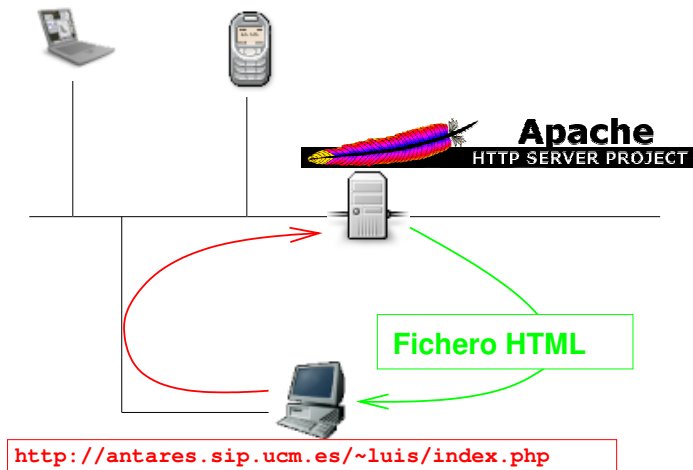 Apache
HTTP SERVER PROJECT
Fichero HTML
http://antares.sip.ucm.es/~luis/index.php